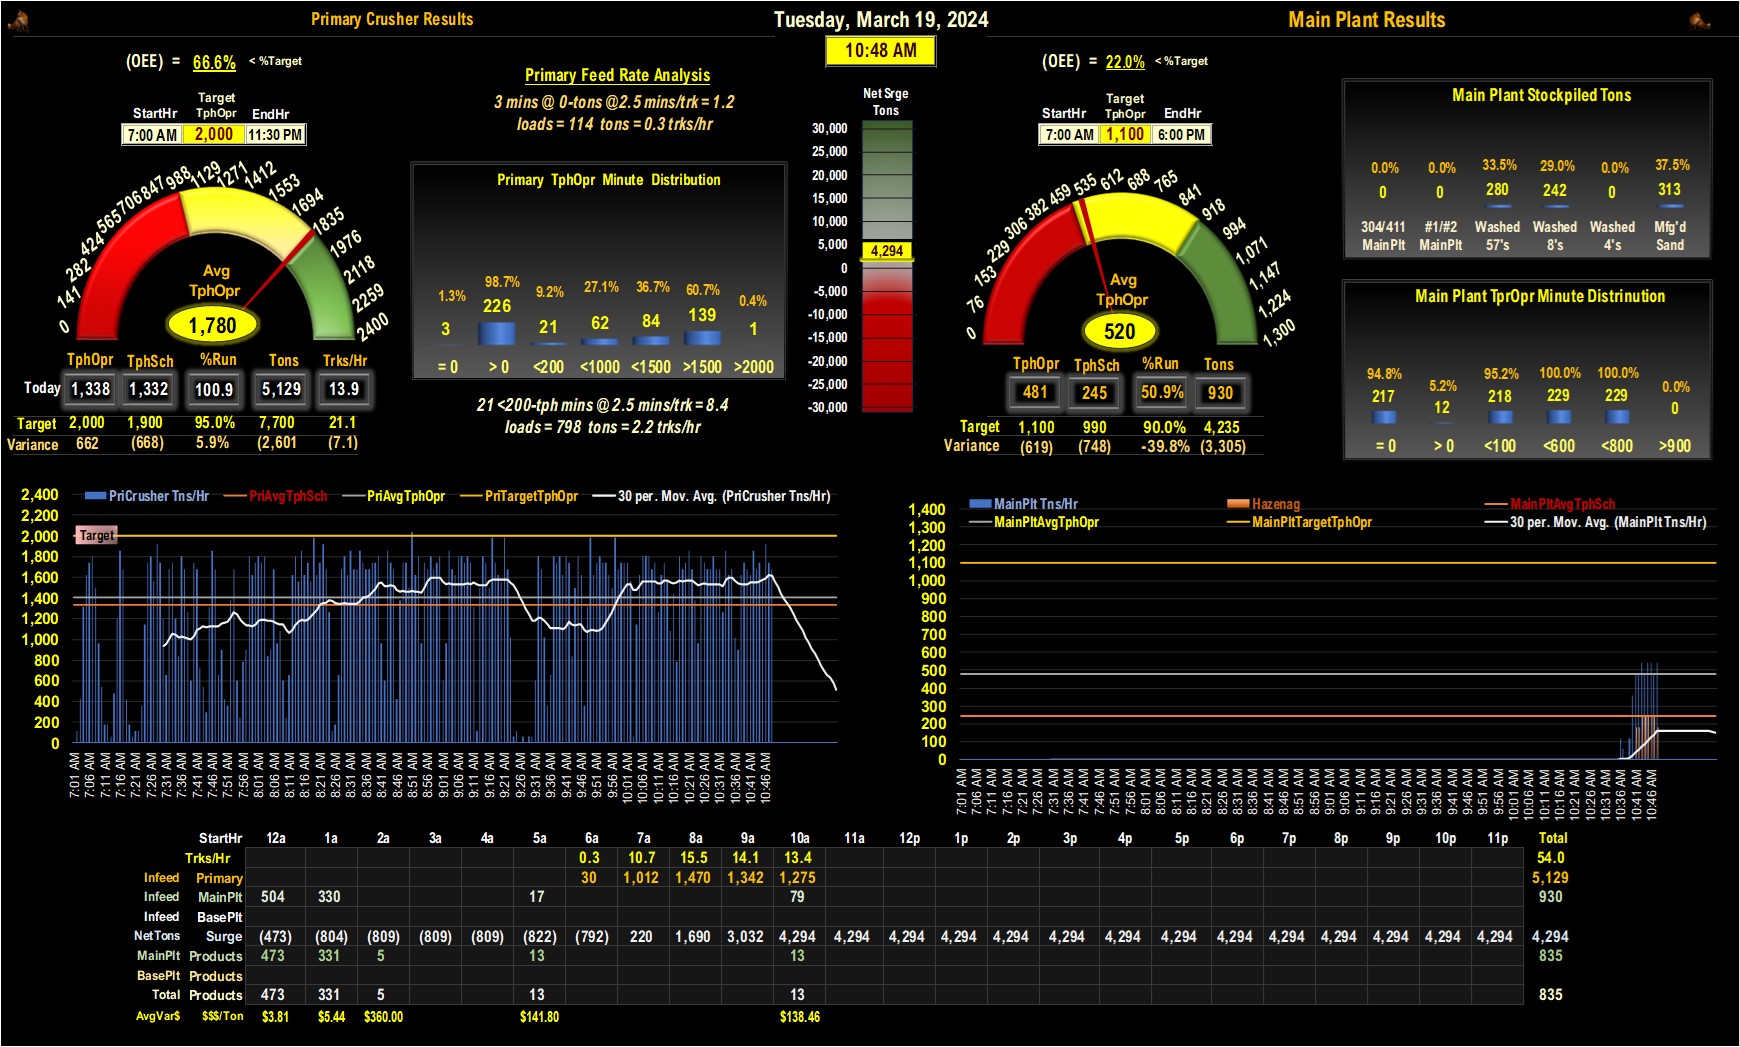 Primary Crusher Results
Tuesday, March 19, 2024
Main Plant Results
10:48 AM
(OEE) = 66.6% < %Target
StartHr Target TphOpr EndHr
7:00 AM 2,000 11:30 PM
0 141 282 424 565 706 847 988 1129 1271 1412 1553 1694 1835 1976 2118 2259 2400
Avg
TphOpr
1,780
TphOpr TphSch %Run Tons Trks/Hr
Today 1,338 1,332 100.9 5,129 13.9
Target 2,000 1,900 95.0% 7,700 21.1
Variance 662 (668) 5.9% (2,601 (7.1)
Primary Feed Rate Analysis
3 mins @ 0-tons @2.5 mins/trk = 1.2
loads = 114 tons = 0.3 trks/hr
Primary TphOpr Minute Distribution
1.3% 98.7% 9.2% 27.1% 36.7% 60.7% 0.4%
3 226 21 62 84 139 1
= 0 > 0 <200 <1000 <1500 >1500 >2000
21 <200-tph mins @ 2.5 mins/trk = 8.4
loads = 798 tons = 2.2 trks/hr
Net Srge
Tons
30,000
25,000
20,000
15,000
10,000
5,000
4,294
0
-5,000
-10,000
-15,000
-20,000
-25,000
-30,000
(OEE) = 22.0% < %Target
StartHr Target TphOpr EndHr
7:00 AM 1,100 6:00 PM
0 76 153 229 306 382 459 535 612 688 765 841 918 994 1,071 1,147 1,224 1,300
Avg
TphOpr
520
TphOpr TphSch %Run Tons
481 245 50.9% 930
Target 1,100 990 90.0% 4,235
Variance (619) (748) -39.8% (3,305)
Main Plant Stockpiled Tons
0.0% 0.0% 33.5% 29.0% 0.0% 37.5%
0 0 280 242 0 313
304/411 #1/#2 Washed Washed Washed Mfg'd
MainPlt MainPlt 57's 8's 4's Sand
Main Plant TprOpr Minute Distrinution
94.8% 5.2% 95.2% 100.0% 100.0% 0.0%
217 12 218 229 229 0
= 0 > 0 <100 <600 <800 >900
PriCrusher Tns/Hr PriAvgTphSch PriAvgTphOpr PriTargetTphOpr 30 per. Mov. Avg. (PriCrusher Tns/Hr)
2,400
2,200
2,000
Target
1,800
1,600
1,400
1,200
1,000
800
600
400
200
0
7:01 AM 7:06 AM 7:11 AM 7:16 AM 7:21 AM 7:26 AM 7:31 AM 7:36 AM 7:41 AM 7:46 AM 7:51 AM 7:56 AM 8:01 AM 8:06 AM 8:11 AM 8:16 AM 8:21 AM 8:26 AM 8:31 AM 8:36 AM 8:41 AM 8:46 AM 8:51 AM 8:56 AM 9:01 AM 9:06 AM 9:11 AM 9:16 AM 9:21 AM 9:26 AM 9:31 AM 9:36 AM 9:41 AM 9:46 AM 9:51 AM 9:56 AM 10:01 AM 10:06 AM 10:11 AM 10:16 AM 10:21 AM 10:26 AM 10:31 AM 10:36 AM 10:41 AM 10:46 AM
MainPlt Tns/Hr Hazenag MainPltAvgTphSch
MainPltAvgTphOpr MainPltTargetTphOpr 30 per. Mov. Avg. (MainPlt Tns/Hr)
1,400
1,300
1,200
1,100
1,000
900
800
700
600
500
400
300
200
100
0
7:01 AM 7:06 AM 7:11 AM 7:16 AM 7:21 AM 7:26 AM 7:31 AM 7:36 AM 7:41 AM 7:46 AM 7:51 AM 7:56 AM 8:01 AM 8:06 AM 8:11 AM 8:16 AM 8:21 AM 8:26 AM 8:31 AM 8:36 AM 8:41 AM 8:46 AM 8:51 AM 8:56 AM 9:01 AM 9:06 AM 9:11 AM 9:16 AM 9:21 AM 9:26 AM 9:31 AM 9:36 AM 9:41 AM 9:46 AM 9:51 AM 9:56 AM 10:01 AM 10:06 AM 10:11 AM 10:16 AM 10:21 AM 10:26 AM 10:31 AM 10:36 AM 10:41 AM 10:46 AM
StartHr 12a 1a 2a 3a 4a 5a 6a 7a 8a 9a 10a 11a 12p 1p 2p 3p 4p 5p 6p 7p 8p 9p 10p 11p Total
Trks/Hr 0.3 10.7 15.5 14.1 13.4 54.0
Infeed Primary 30 1,012 1,470 1,342 1,275 5,129
Infeed MainPlt 504 330 17 79 930
Infeed BasePlt
NetTons Surge (473) (804) (809) (809) (809) (822) (792) 220 1,690 3,032 4,294 4,294 4,294 4,294 4,294 4,294 4,294 4,294 4,294 4,294 4,294 4,294 4,294 4,294 4,294
MainPlt Products 473 331 5 13 13 835
BasePlt Products
Total Products 473 331 5 13 13 835
AvgVar$ $$$/Ton $3.81 $5.44 $360.00 $141.80 $138.46